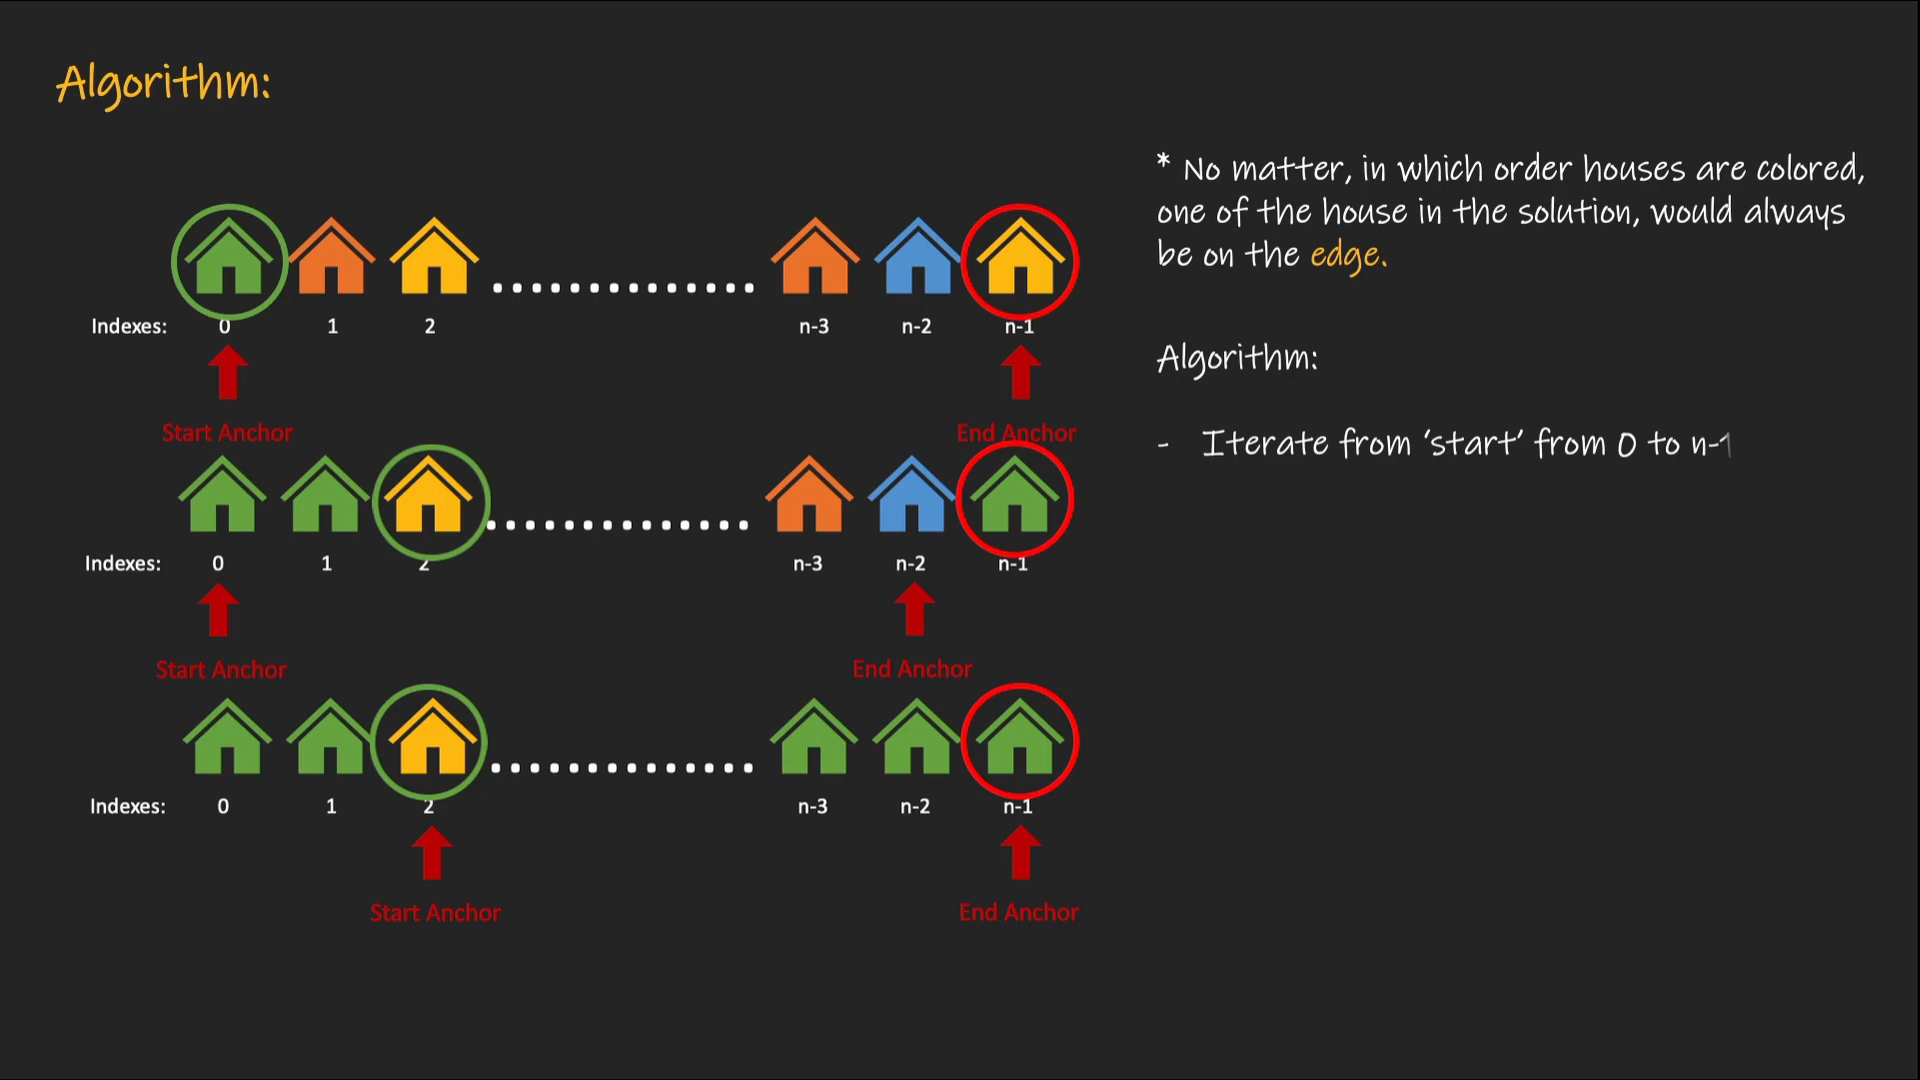 Algorithm:
* No matter, in which order houses are colored,
one of the house in the solution, would always
be on the edge.
Algorithm:
- Iterate from 'start' from 0 to n-1
Indexes: 0 1 2 n-3 n-2 n-1
Start Anchor End Anchor
Indexes: 0 1 2 n-3 n-2 n-1
Start Anchor End Anchor
Indexes: 0 1 2 n-3 n-2 n-1
Start Anchor End Anchor